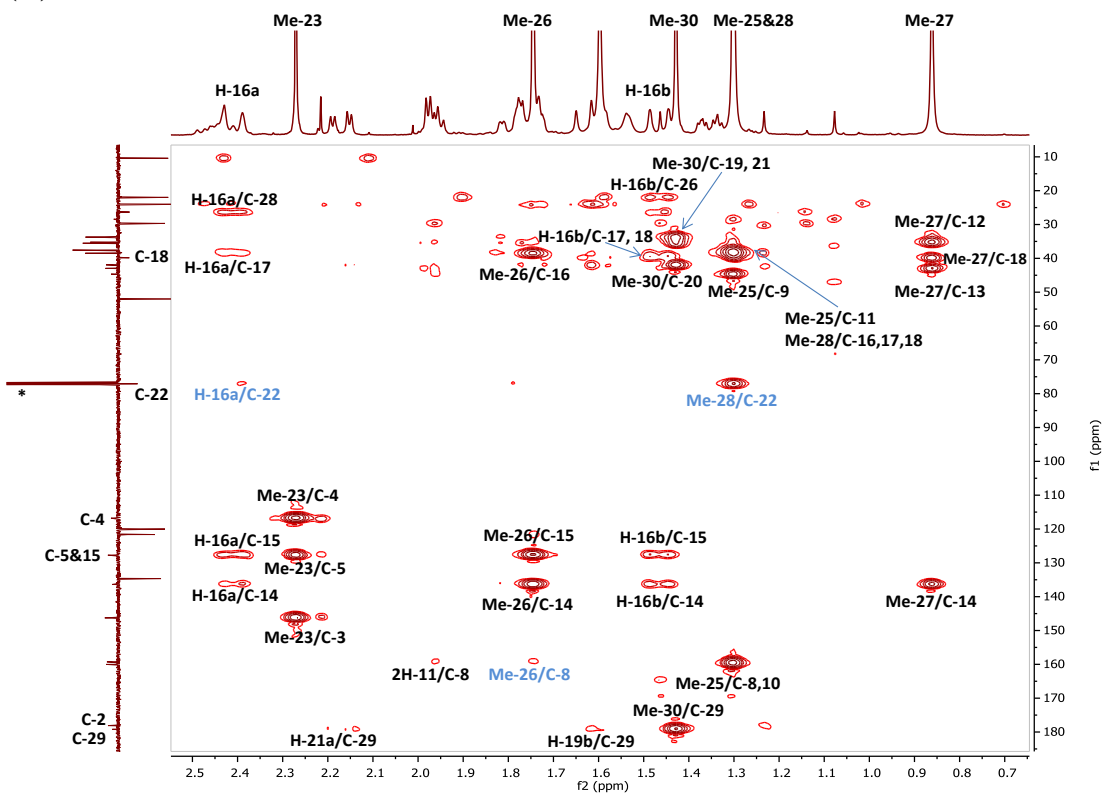 Me-23 Me-26 Me-30 Me-25&28 Me-27
H-16a H-16b
Me-30/C-19, 21
H-16b/C-26
H-16a/C-28
H-16b/C-17, 18
Me-27/C-12
C-18
H-16a/C-17
Me-26/C-16
Me-30/C-20
Me-25/C-9
Me-27/C-18
Me-27/C-13
Me-25/C-11
Me-28/C-16,17,18
*
C-22
H-16a/C-22
Me-28/C-22
Me-23/C-4
C-4
H-16a/C-15
Me-26/C-15
H-16b/C-15
C-5&15
Me-23/C-5
H-16a/C-14
Me-26/C-14
H-16b/C-14
Me-27/C-14
Me-23/C-3
2H-11/C-8
Me-26/C-8
Me-25/C-8,10
Me-30/C-29
C-2
C-29
H-21a/C-29
H-19b/C-29
10
20
30
40
50
60
70
80
90
100
110
120
130
140
150
160
170
180
f1 (ppm)
2.5 2.4 2.3 2.2 2.1 2.0 1.9 1.8 1.7 1.6 1.5 1.4 1.3 1.2 1.1 1.0 0.9 0.8 0.7
f2 (ppm)